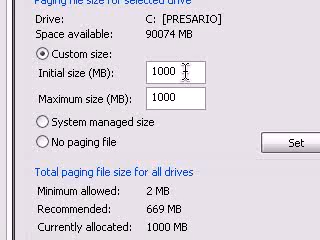 Paging file size for selected drive
Drive: C: [PRESARIO]
Space available: 90074 MB
Custom size:
Initial size (MB): 1000
Maximum size (MB): 1000
System managed size
No paging file
Set
Total paging file size for all drives
Minimum allowed: 2 MB
Recommended: 669 MB
Currently allocated: 1000 MB